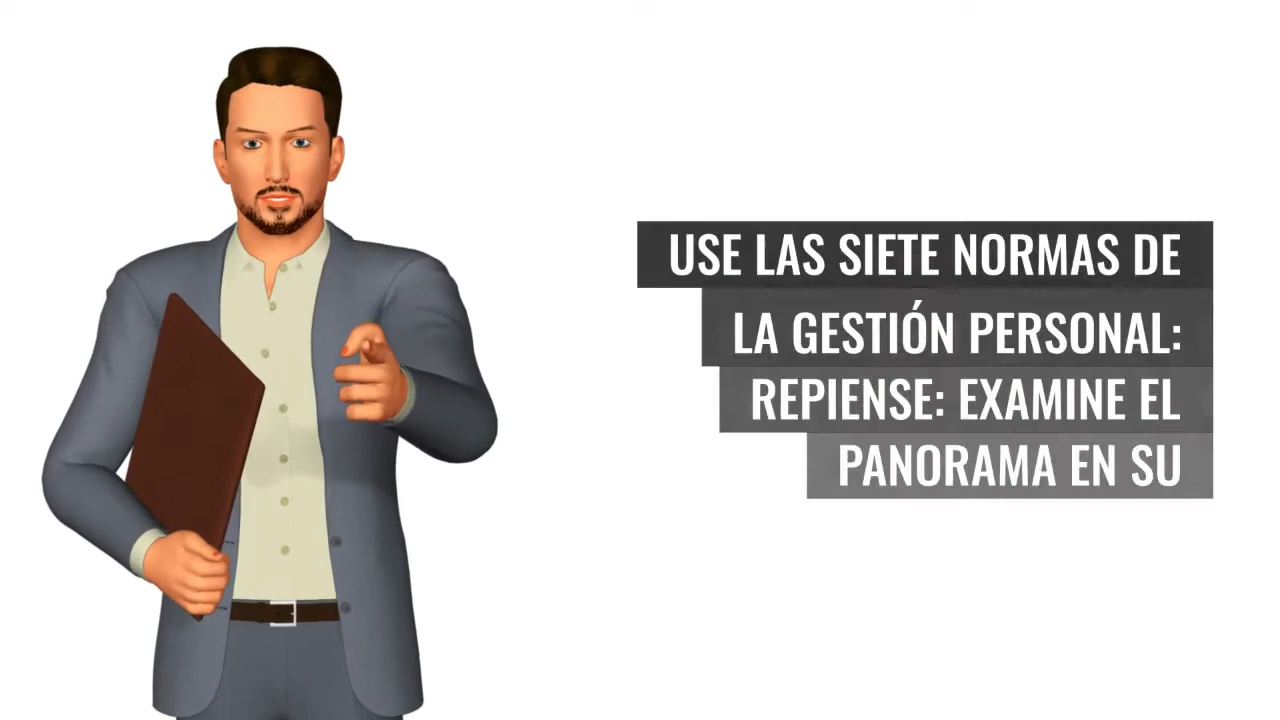 USE LAS SIETE NORMAS DE
LA GESTIÓN PERSONAL:
REPIENSE: EXAMINE EL
PANORAMA EN SU